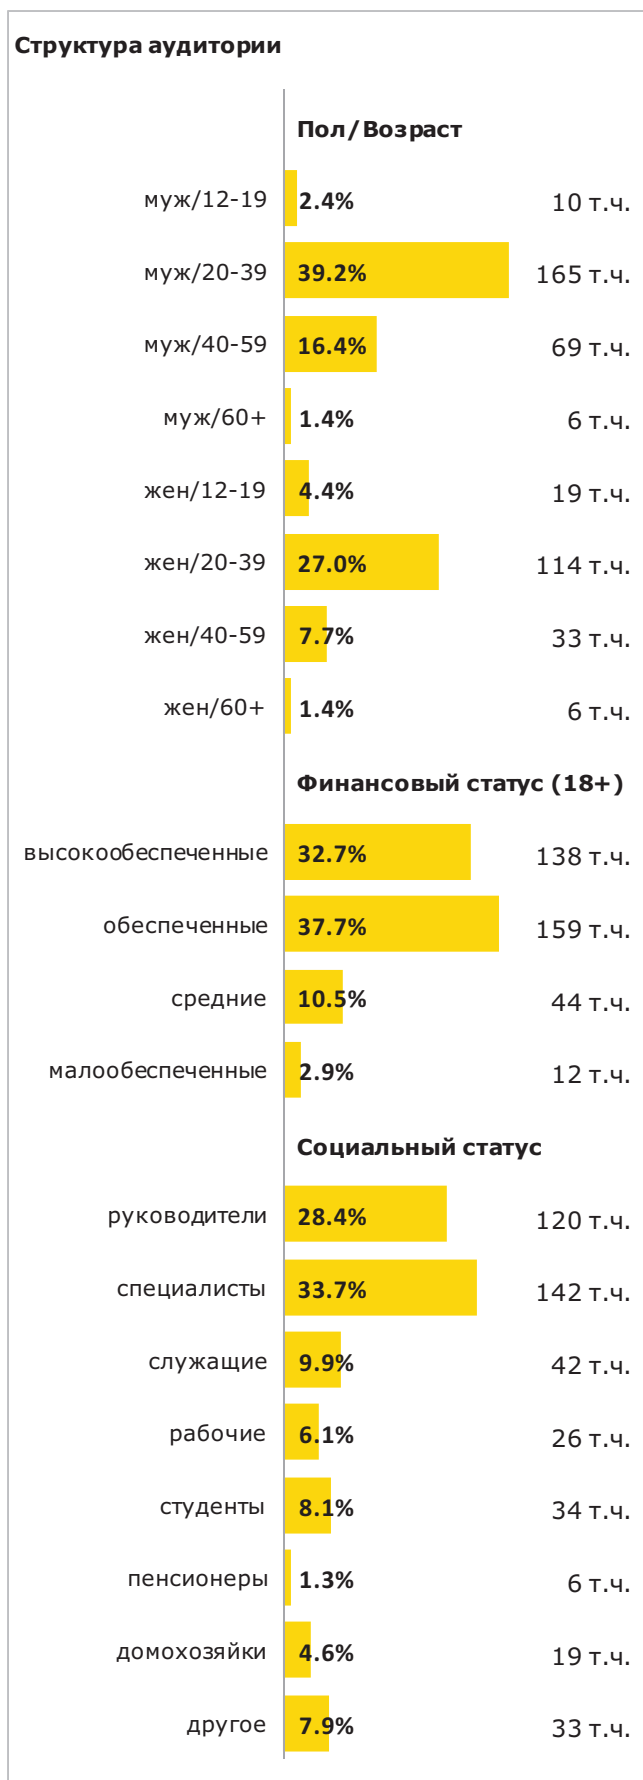 Структура аудитории
Пол/Возраст
муж/12-19 2.4% 10 т.ч.
муж/20-39 39.2% 165 т.ч.
муж/40-59 16.4% 69 т.ч.
муж/60+ 1.4% 6 т.ч.
жен/12-19 4.4% 19 т.ч.
жен/20-39 27.0% 114 т.ч.
жен/40-59 7.7% 33 т.ч.
жен/60+ 1.4% 6 т.ч.
Финансовый статус (18+)
высокообеспеченные 32.7% 138 т.ч.
обеспеченные 37.7% 159 т.ч.
средние 10.5% 44 т.ч.
малообеспеченные 2.9% 12 т.ч.
Социальный статус
руководители 28.4% 120 т.ч.
специалисты 33.7% 142 т.ч.
служащие 9.9% 42 т.ч.
рабочие 6.1% 26 т.ч.
студенты 8.1% 34 т.ч.
пенсионеры 1.3% 6 т.ч.
домохозяйки 4.6% 19 т.ч.
другое 7.9% 33 т.ч.